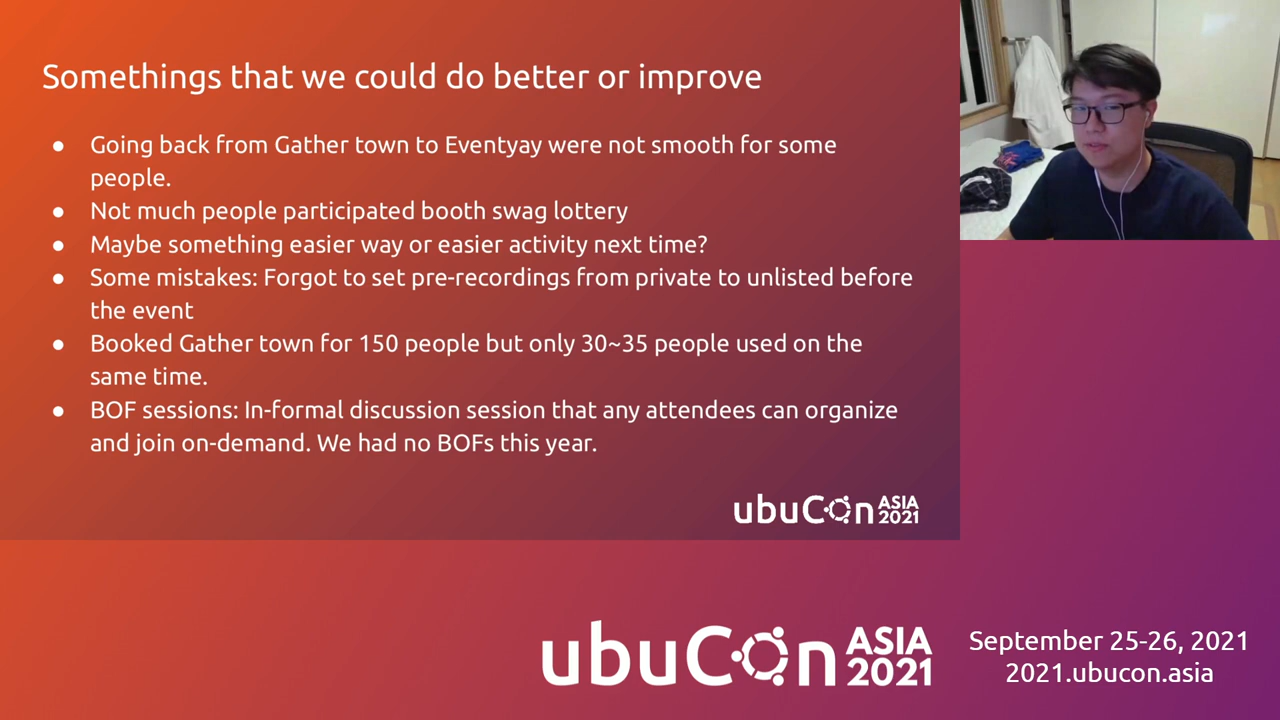 Somethings that we could do better or improve
● Going back from Gather town to Eventyay were not smooth for some
people.
● Not much people participated booth swag lottery
● Maybe something easier way or easier activity next time?
● Some mistakes: Forgot to set pre-recordings from private to unlisted before
the event
● Booked Gather town for 150 people but only 30~35 people used on the
same time.
● BOF sessions: In-formal discussion session that any attendees can organize
and join on-demand. We had no BOFs this year.
ubuCon ASIA
2021
ubuCon ASIA
2021
September 25-26, 2021
2021.ubucon.asia